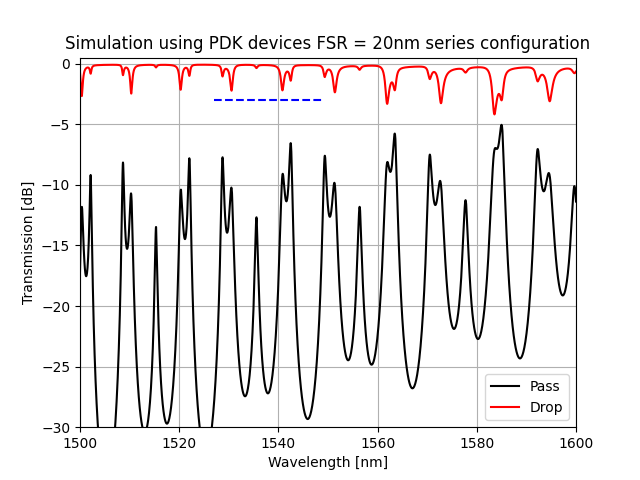 Simulation using PDK devices FSR = 20nm series configuration
Transmission [dB]
0
−5
−10
−15
−20
−25
−30
Pass
Drop
1500 1520 1540 1560 1580 1600
Wavelength [nm]